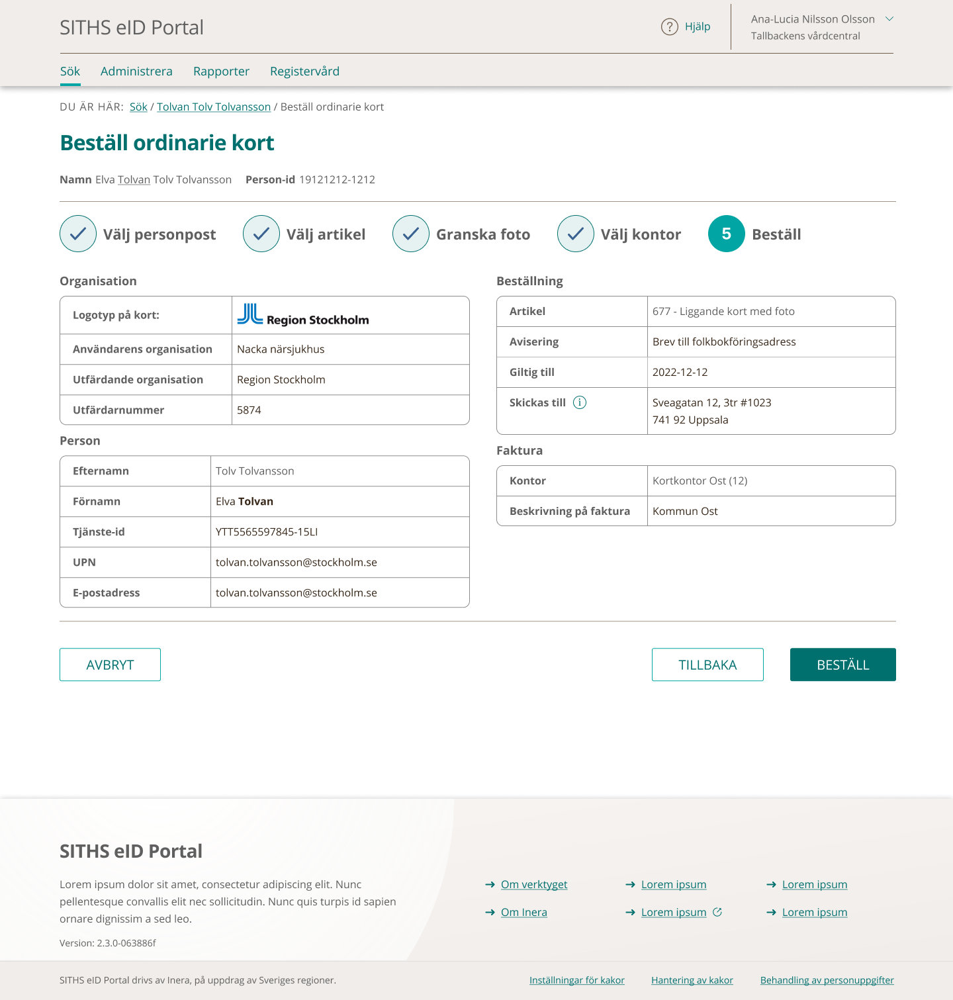 SITHS eID Portal
Hjälp
Ana-Lucia Nilsson Olsson
Tallbackens vårdcentral
Sök Administrera Rapporter Registervård
DU ÄR HÄR: Sök / Tolvan Tolv Tolvansson / Beställ ordinarie kort
Beställ ordinarie kort
Namn Elva Tolvan Tolv Tolvansson Person-id 19121212-1212
Välj personpost Välj artikel Granska foto Välj kontor 5 Beställ
Organisation
Logotyp på kort: Region Stockholm
Användarens organisation Nacka närsjukhus
Utfärdande organisation Region Stockholm
Utfärdarnummer 5874
Person
Efternamn Tolv Tolvansson
Förnamn Elva Tolvan
Tjänste-id YTT5565597845-15LI
UPN tolvan.tolvansson@stockholm.se
E-postadress tolvan.tolvansson@stockholm.se
Beställning
Artikel 677 - Liggande kort med foto
Avisering Brev till folkbokföringsadress
Giltig till 2022-12-12
Skickas till i Sveagatan 12, 3tr #1023
741 92 Uppsala
Faktura
Kontor Kortkontor Ost (12)
Beskrivning på faktura Kommun Ost
AVBRYT TILLBAKA BESTÄLL
SITHS eID Portal
Lorem ipsum dolor sit amet, consectetur adipiscing elit. Nunc
pellentesque convallis elit nec sollicitudin. Nunc quis turpis id sapien
ornare dignissim a sed leo.
Version: 2.3.0-063886f
Om verktyget Lorem ipsum Lorem ipsum
Om Inera Lorem ipsum Lorem ipsum
SITHS eID Portal drivs av Inera, på uppdrag av Sveriges regioner.
Inställningar för kakor Hantering av kakor Behandling av personuppgifter